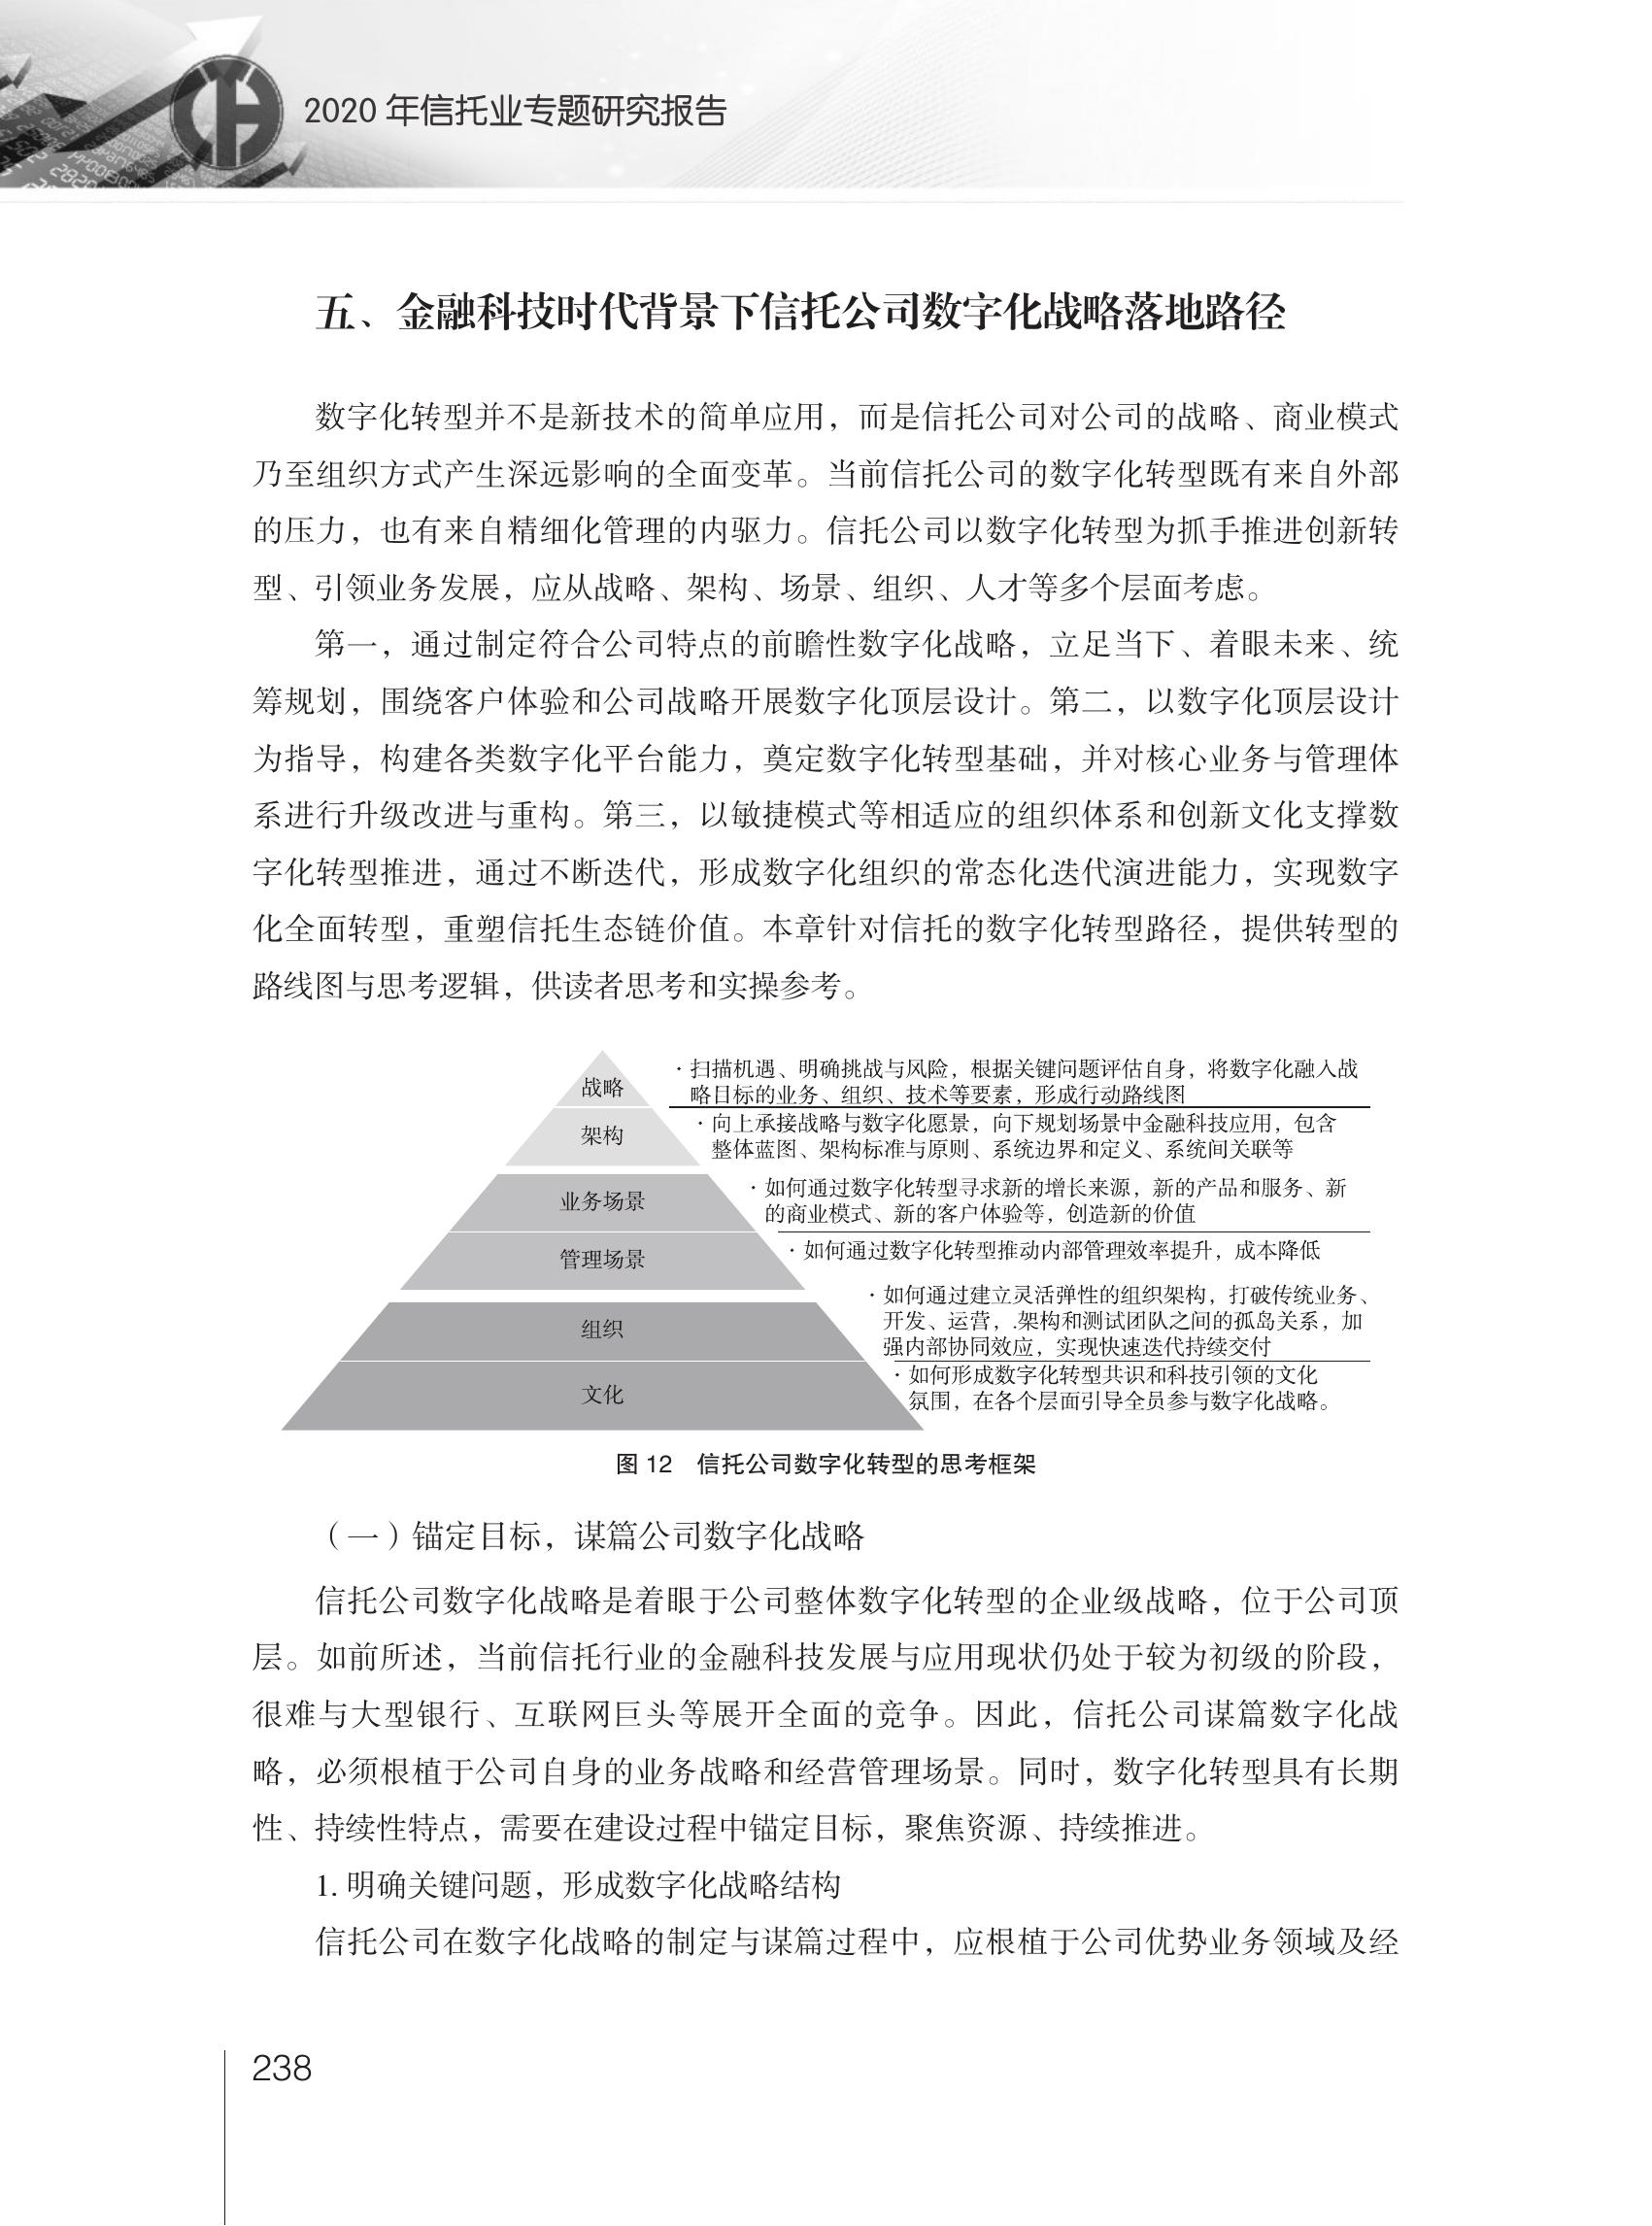 2020 年信托业专题研究报告
五、金融科技时代背景下信托公司数字化战略落地路径
数字化转型并不是新技术的简单应用，而是信托公司对公司的战略、商业模式
乃至组织方式产生深远影响的全面变革。当前信托公司的数字化转型既有来自外部
的压力，也有来自精细化管理的内驱力。信托公司以数字化转型为抓手推进创新转
型、引领业务发展，应从战略、架构、场景、组织、人才等多个层面考虑。
第一，通过制定符合公司特点的前瞻性数字化战略，立足当下、着眼未来、统
筹规划，围绕客户体验和公司战略开展数字化顶层设计。第二，以数字化顶层设计
为指导，构建各类数字化平台能力，奠定数字化转型基础，并对核心业务与管理体
系进行升级改进与重构。第三，以敏捷模式等相适应的组织体系和创新文化支撑数
字化转型推进，通过不断迭代，形成数字化组织的常态化迭代演进能力，实现数字
化全面转型，重塑信托生态链价值。本章针对信托的数字化转型路径，提供转型的
路线图与思考逻辑，供读者思考和实操参考。
战略
·扫描机遇、明确挑战与风险，根据关键问题评估自身，将数字化融入战
略目标的业务、组织、技术等要素，形成行动路线图
架构
·向上承接战略与数字化愿景，向下规划场景中金融科技应用，包含
整体蓝图、架构标准与原则、系统边界和定义、系统间关联等
业务场景
·如何通过数字化转型寻求新的增长来源，新的产品和服务、新
的商业模式、新的客户体验等，创造新的价值
管理场景
·如何通过数字化转型推动内部管理效率提升，成本降低
组织
·如何通过建立灵活弹性的组织架构，打破传统业务、
开发、运营，.架构和测试团队之间的孤岛关系，加
强内部协同效应，实现快速迭代持续交付
文化
·如何形成数字化转型共识和科技引领的文化
氛围，在各个层面引导全员参与数字化战略。
图 12 信托公司数字化转型的思考框架
（一）锚定目标，谋篇公司数字化战略
信托公司数字化战略是着眼于公司整体数字化转型的企业级战略，位于公司顶
层。如前所述，当前信托行业的金融科技发展与应用现状仍处于较为初级的阶段，
很难与大型银行、互联网巨头等展开全面的竞争。因此，信托公司谋篇数字化战
略，必须根植于公司自身的业务战略和经营管理场景。同时，数字化转型具有长期
性、持续性特点，需要在建设过程中锚定目标，聚焦资源、持续推进。
1. 明确关键问题，形成数字化战略结构
信托公司在数字化战略的制定与谋篇过程中，应根植于公司优势业务领域及经
238